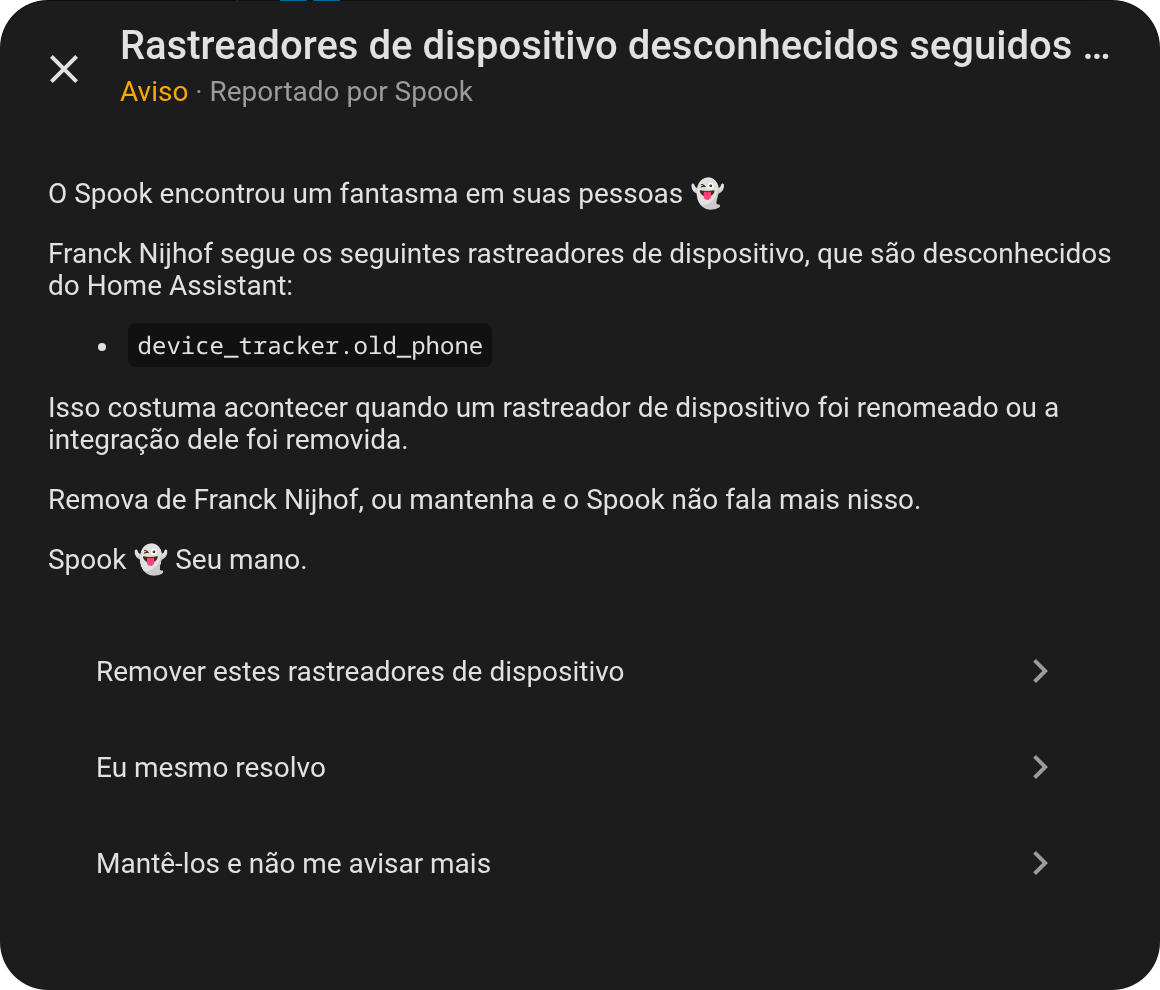 Rastreadores de dispositivo desconhecidos seguidos ...
Aviso · Reportado por Spook
O Spook encontrou um fantasma em suas pessoas 👻
Franck Nijhof segue os seguintes rastreadores de dispositivo, que são desconhecidos
do Home Assistant:
• device_tracker.old_phone
Isso costuma acontecer quando um rastreador de dispositivo foi renomeado ou a
integração dele foi removida.
Remova de Franck Nijhof, ou mantenha e o Spook não fala mais nisso.
Spook 👻 Seu mano.
Remover estes rastreadores de dispositivo
Eu mesmo resolvo
Mantê-los e não me avisar mais